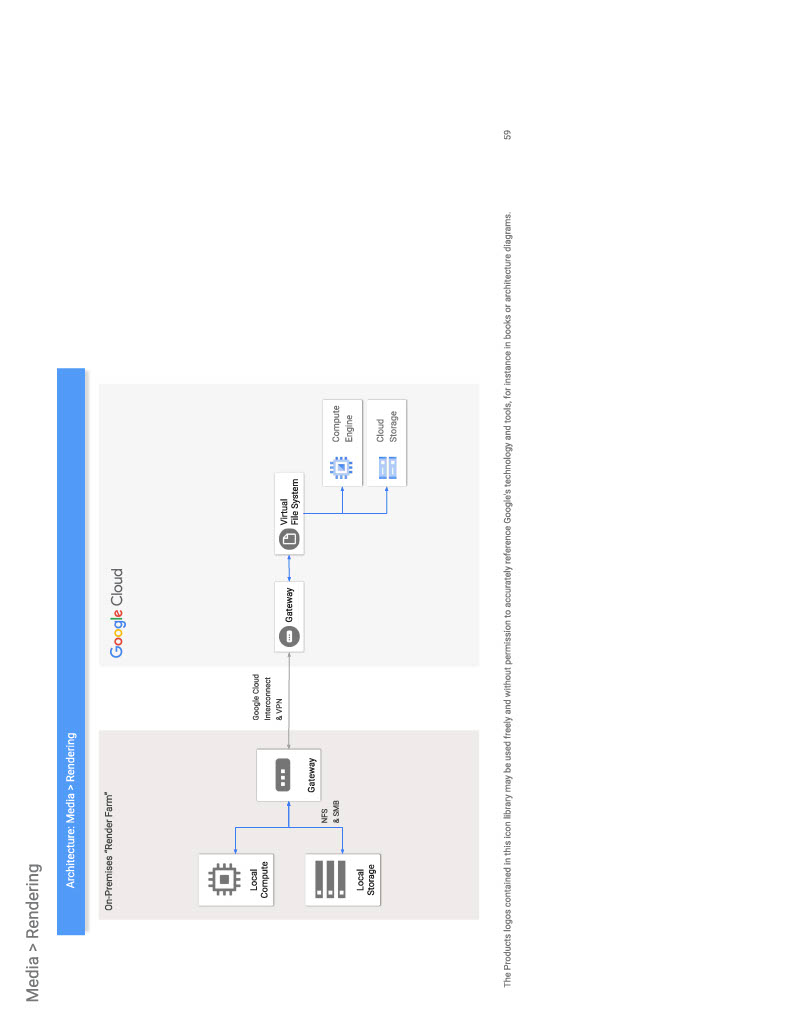 Media > Rendering
Architecture: Media > Rendering
On-Premises “Render Farm”
Google Cloud
Local
Compute
Local
Storage
NFS
& SMB
Gateway
Google Cloud
Interconnect
& VPN
Gateway
Virtual
File System
Compute
Engine
Cloud
Storage
The Products logos contained in this icon library may be used freely and without permission to accurately reference Google's technology and tools, for instance in books or architecture diagrams.
59